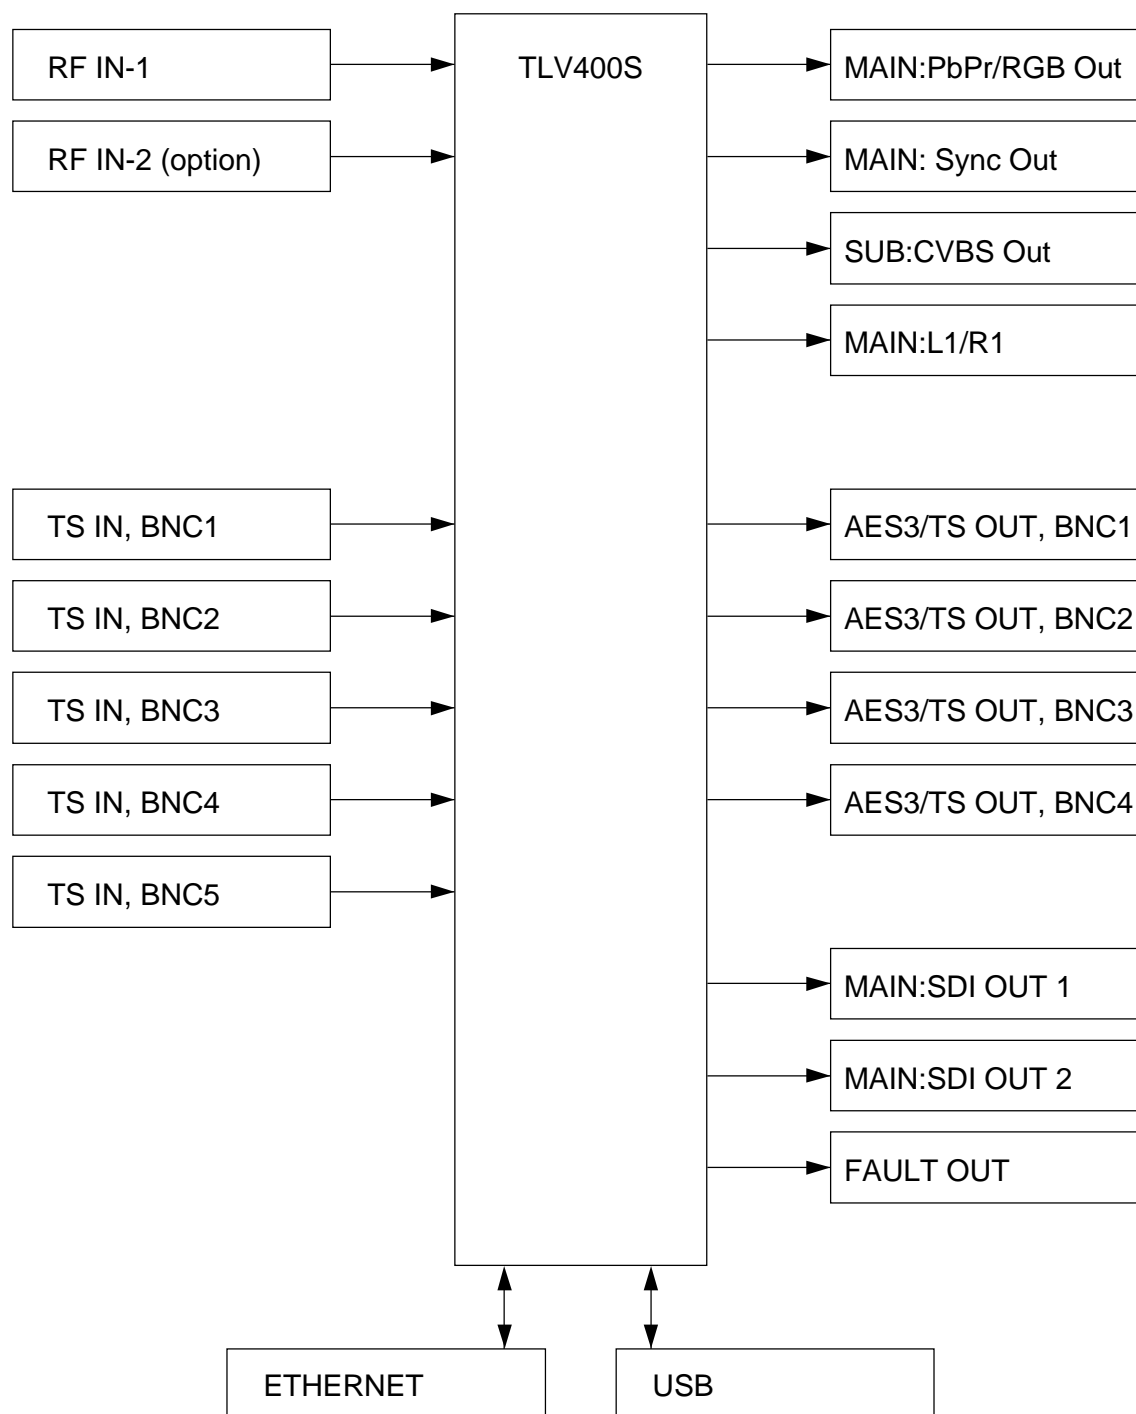 RF IN-1
TLV400S
MAIN:PbPr/RGB Out
RF IN-2 (option)
MAIN: Sync Out
SUB:CVBS Out
MAIN:L1/R1
TS IN, BNC1
AES3/TS OUT, BNC1
TS IN, BNC2
AES3/TS OUT, BNC2
TS IN, BNC3
AES3/TS OUT, BNC3
TS IN, BNC4
AES3/TS OUT, BNC4
TS IN, BNC5
MAIN:SDI OUT 1
MAIN:SDI OUT 2
FAULT OUT
ETHERNET
USB